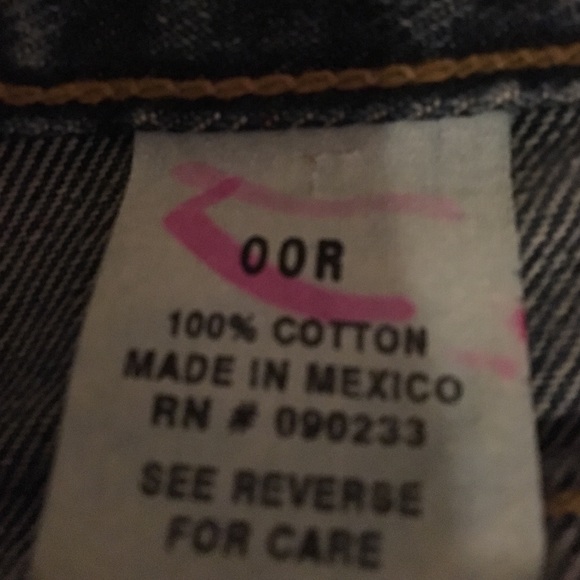 00R
100% COTTON
MADE IN MEXICO
RN # 090233
SEE REVERSE
FOR CARE